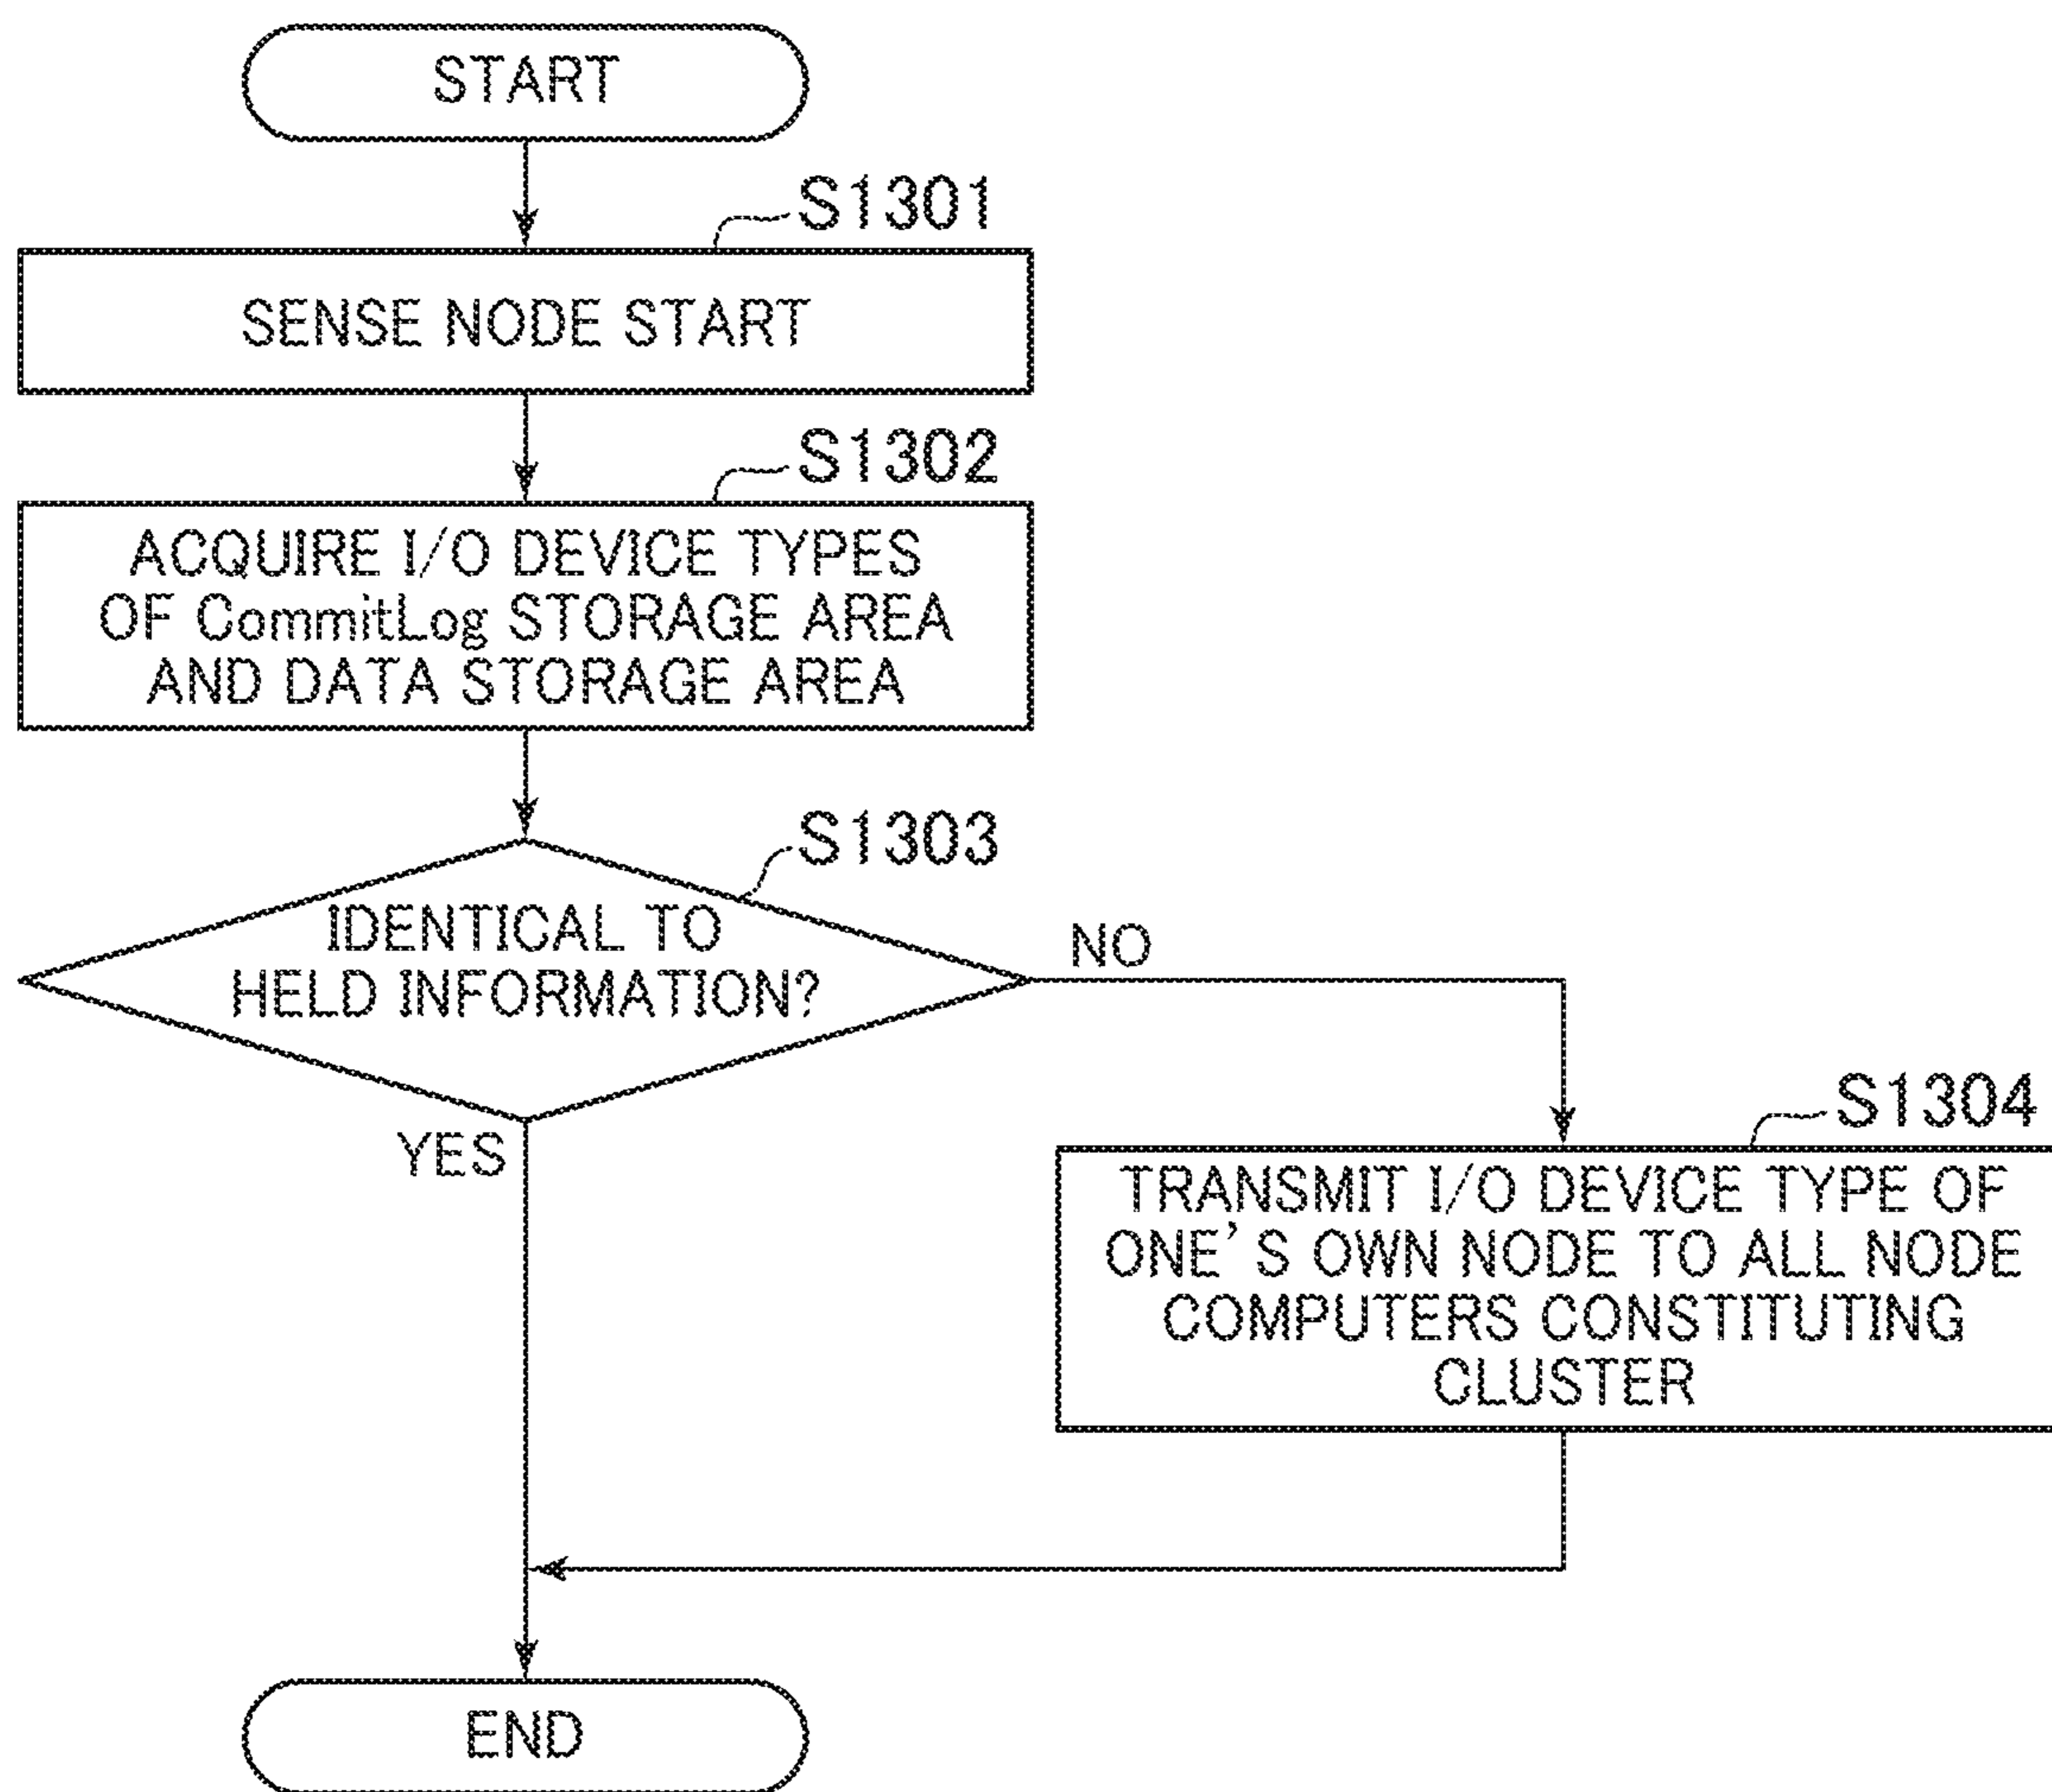 START
S1301
SENSE NODE START
S1302
ACQUIRE I/O DEVICE TYPES
OF CommitLog STORAGE AREA
AND DATA STORAGE AREA
S1303
IDENTICAL TO
HELD INFORMATION?
NO
YES
S1304
TRANSMIT I/O DEVICE TYPE OF
ONE'S OWN NODE TO ALL NODE
COMPUTERS CONSTITUTING
CLUSTER
END